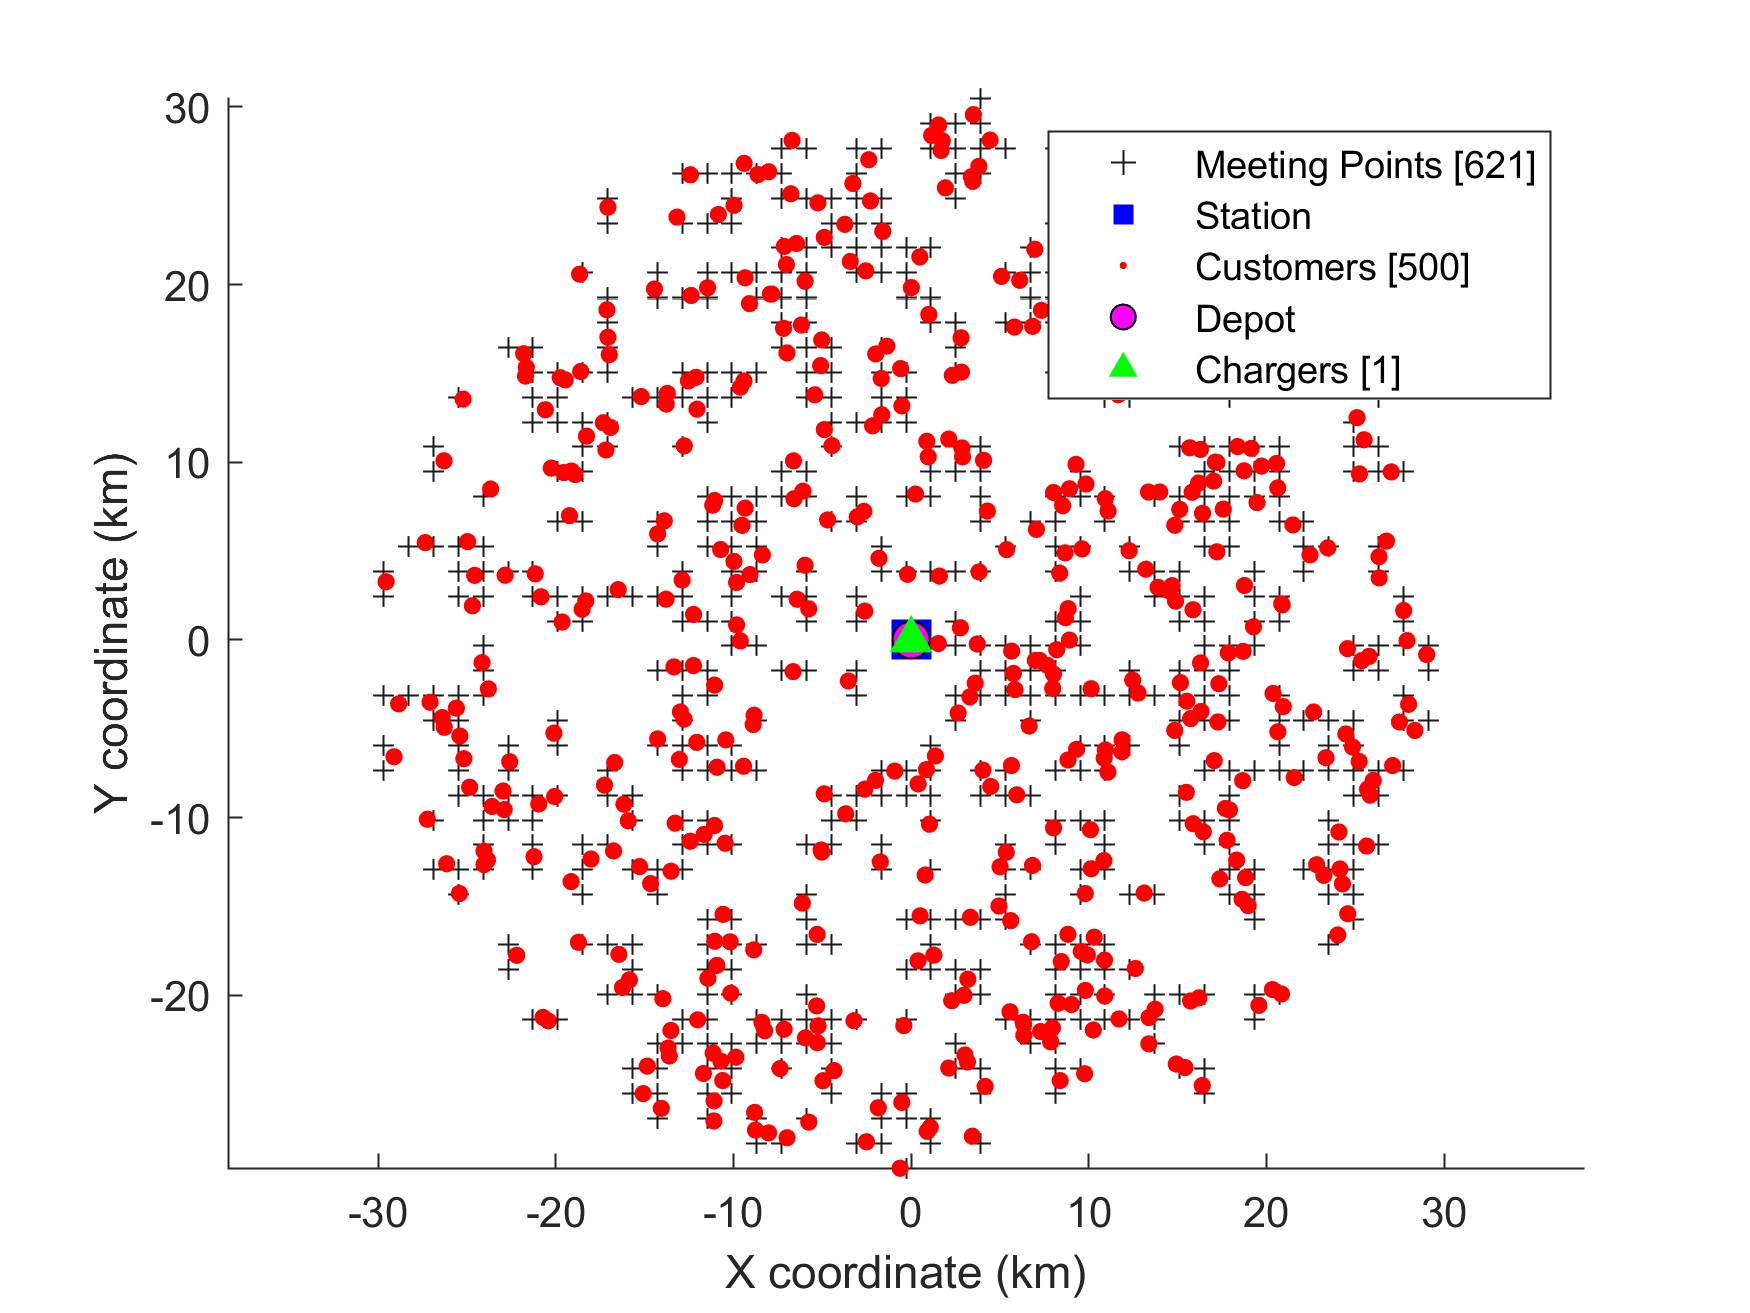 30
20
10
0
-10
-20
Y coordinate (km)
Meeting Points [621]
Station
Customers [500]
Depot
Chargers [1]
-30
-20
-10
0
10
20
30
X coordinate (km)